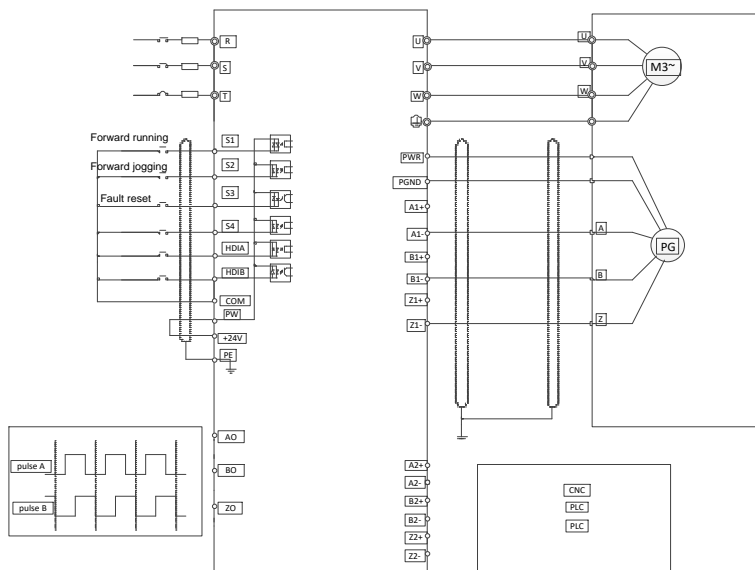 R
S
T
U
V
W
U
V
W
M3~
Forward running
S1
Forward jogging
S2
Fault reset
S3
S4
HDIA
HDIB
COM
PW
+24V
PE
PWR
PGND
A1+
A1-
B1+
B1-
Z1+
Z1-
A
B
Z
PG
pulse A
pulse B
AO
BO
ZO
A2+
A2-
B2+
B2-
Z2+
Z2-
CNC
PLC
PLC